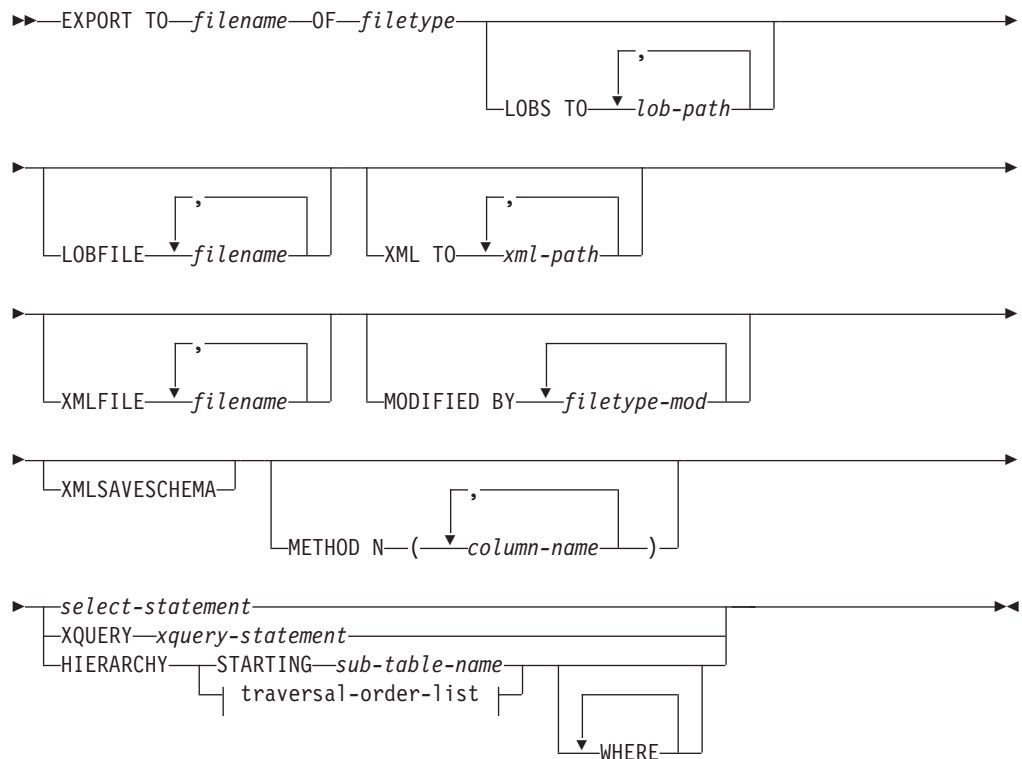 EXPORT TO filename OF filetype
,
LOBS TO lob-path
, ,
LOBFILE filename XML TO xml-path
,
XMLFILE filename MODIFIED BY filetype-mod
XMLSAVESCHEMA
,
METHOD N ( column-name )
select-statement
XQUERY xquery-statement
HIERARCHY STARTING sub-table-name
traversal-order-list
WHERE